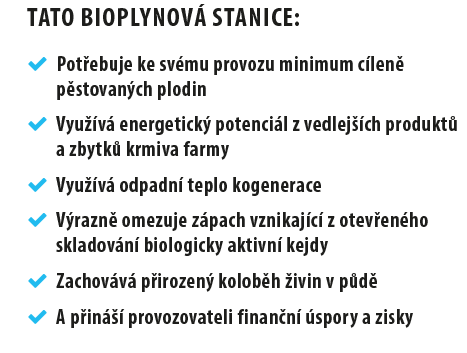 TATO BIOPLYNOVÁ STANICE:
Potřebuje ke svému provozu minimum cíleně
pěstovaných plodin
Využívá energetický potenciál z vedlejších produktů
a zbytků krmiva farmy
Využívá odpadní teplo kogenerace
Výrazně omezuje zápach vznikající z otevřeného
skladování biologicky aktivní kejdy
Zachovává přirozený koloběh živin v půdě
A přináší provozovateli finanční úspory a zisky